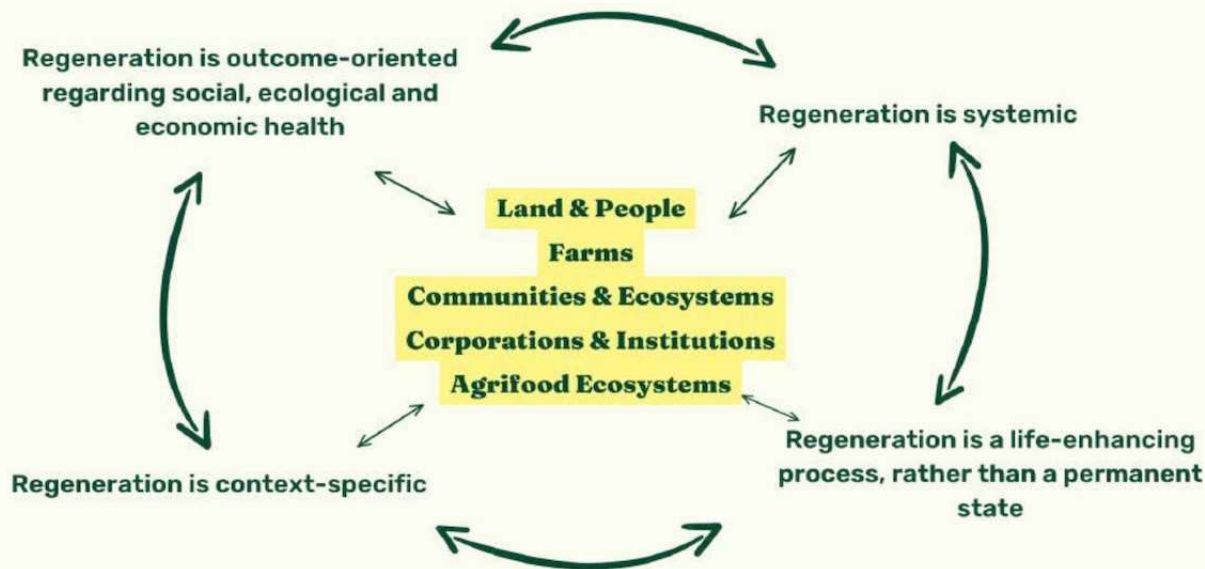 Regeneration is outcome-oriented
regarding social, ecological and
economic health
Regeneration is systemic
Land & People
Farms
Communities & Ecosystems
Corporations & Institutions
Agrifood Ecosystems
Regeneration is context-specific
Regeneration is a life-enhancing
process, rather than a permanent
state